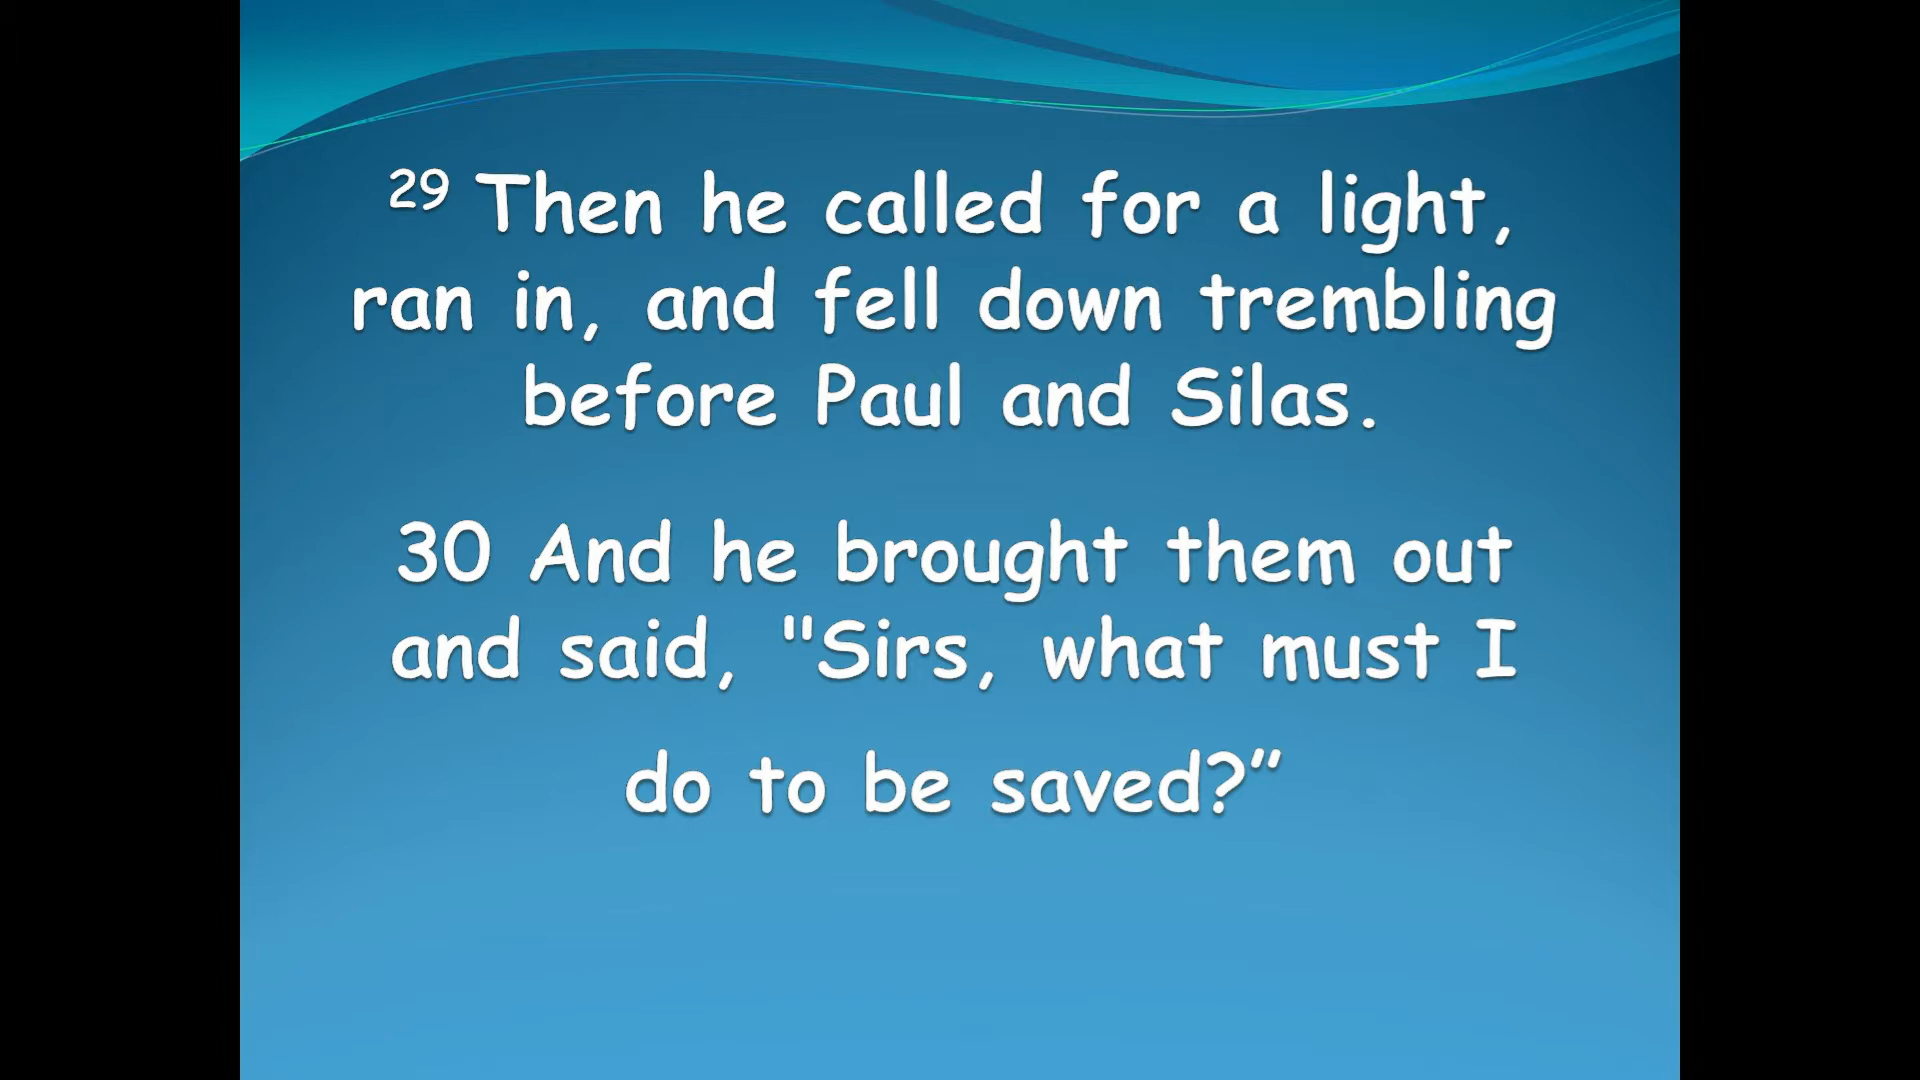 29 Then he called for a light,
ran in, and fell down trembling
before Paul and Silas.
30 And he brought them out
and said, "Sirs, what must I
do to be saved?”